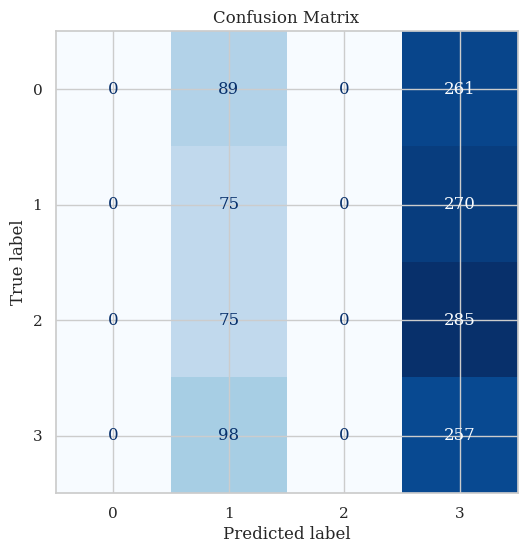 Confusion Matrix
True label
0 0 89 0 261
1 0 75 0 270
2 0 75 0 285
3 0 98 0 257
0 1 2 3
Predicted label